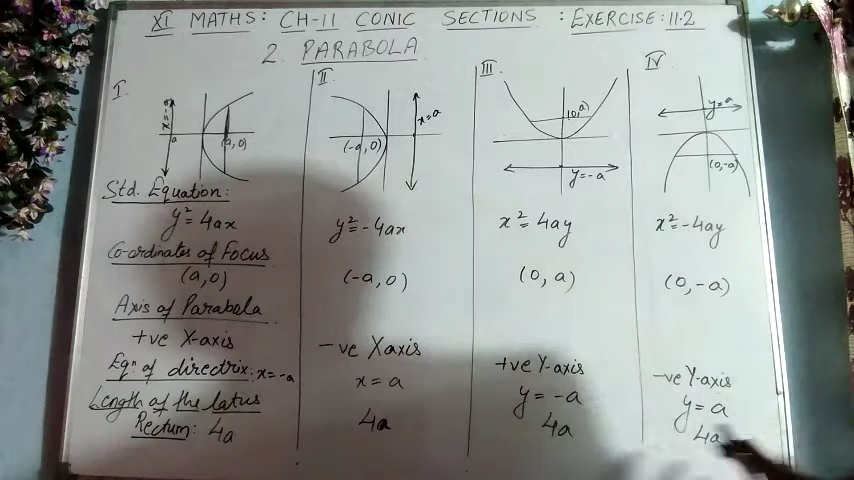 XI MATHS: CH-11 CONIC SECTIONS : EXERCISE: 11.2
2. PARABOLA
I.
a
(a, 0)
Std. Equation:
y² = 4ax
Co-ordinates of Focus
(a, 0)
Axis of Parabola
+ve X-axis
Eqⁿ of directrix: x = -a
Length of the latus
Rectum: 4a
II
x = a
(-a, 0)
y² = -4ax
(-a, 0)
-ve X axis
x = a
4a
III.
(0, a)
y = -a
x² = 4ay
(0, a)
+ve Y-axis
y = -a
4a
IV
y = a
(0, -a)
x² = -4ay
(0, -a)
-ve Y-axis
y = a
4a